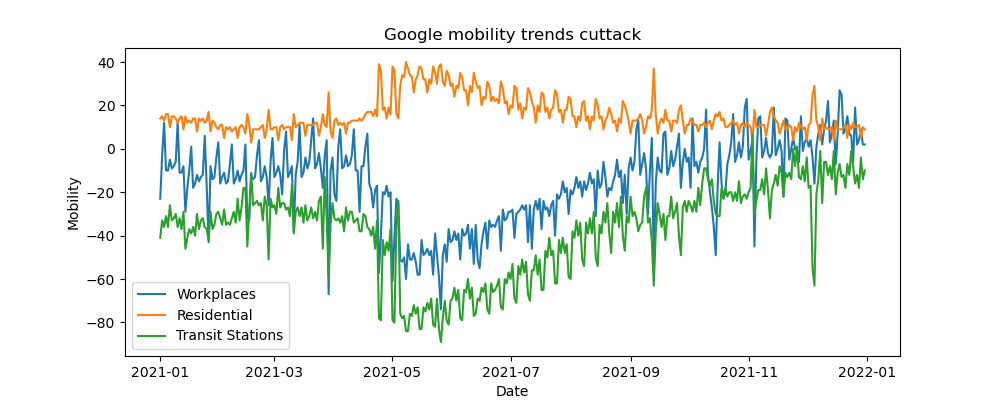 Google mobility trends cuttack
Mobility
40
20
0
−20
−40
−60
−80
Workplaces
Residential
Transit Stations
2021-01
2021-03
2021-05
2021-07
2021-09
2021-11
2022-01
Date